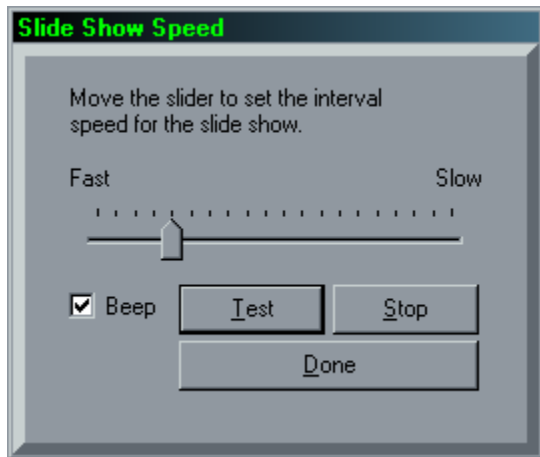 Slide Show Speed
Move the slider to set the interval
speed for the slide show.
Fast Slow
Beep Test Stop
Done